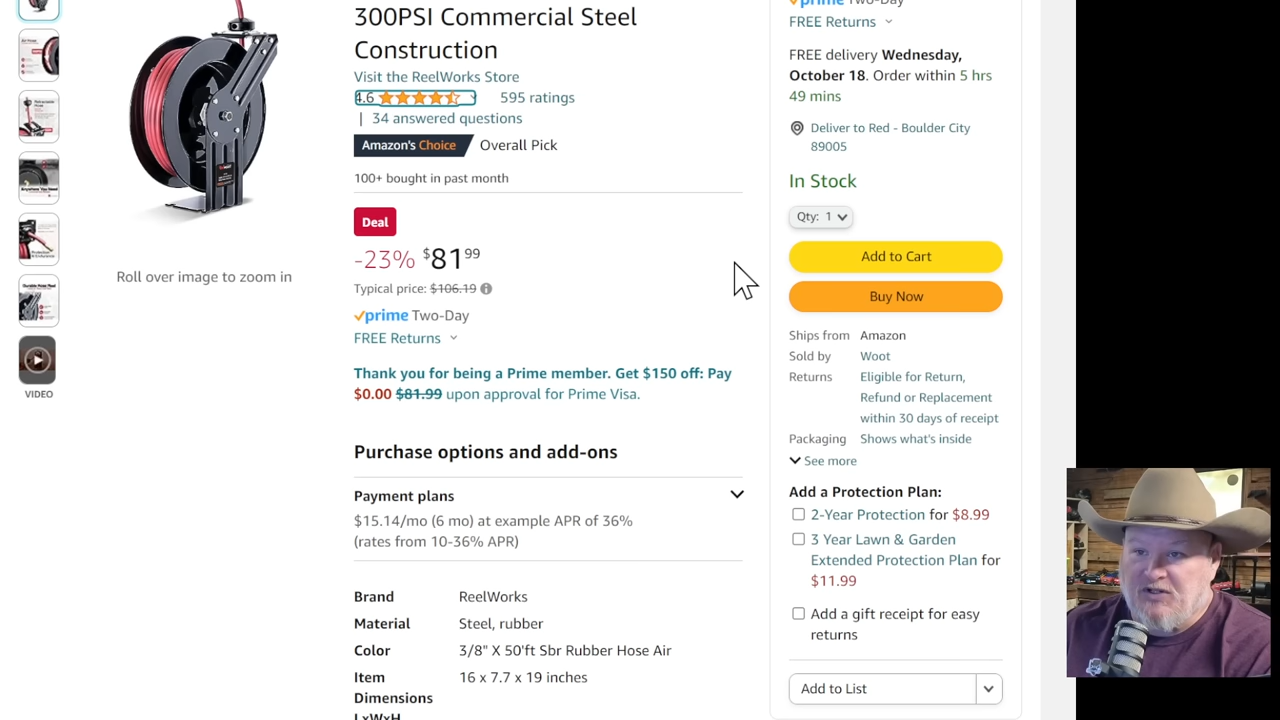 300PSI Commercial Steel
Construction
Visit the ReelWorks Store
4.6 595 ratings
| 34 answered questions
Amazon's Choice Overall Pick
100+ bought in past month
Deal
-23% $81 99
Typical price: $106.19
prime Two-Day
FREE Returns
Thank you for being a Prime member. Get $150 off: Pay
$0.00 $81.99 upon approval for Prime Visa.
Purchase options and add-ons
Payment plans
$15.14/mo (6 mo) at example APR of 36%
(rates from 10-36% APR)
Brand ReelWorks
Material Steel, rubber
Color 3/8" X 50'ft Sbr Rubber Hose Air
Item 16 x 7.7 x 19 inches
Dimensions
LxWxH
Roll over image to zoom in
VIDEO
prime Two-Day
FREE Returns
FREE delivery Wednesday,
October 18. Order within 5 hrs
49 mins
Deliver to Red - Boulder City
89005
In Stock
Qty: 1
Add to Cart
Buy Now
Ships from Amazon
Sold by Woot
Returns Eligible for Return,
Refund or Replacement
within 30 days of receipt
Packaging Shows what's inside
See more
Add a Protection Plan:
2-Year Protection for $8.99
3 Year Lawn & Garden
Extended Protection Plan for
$11.99
Add a gift receipt for easy
returns
Add to List